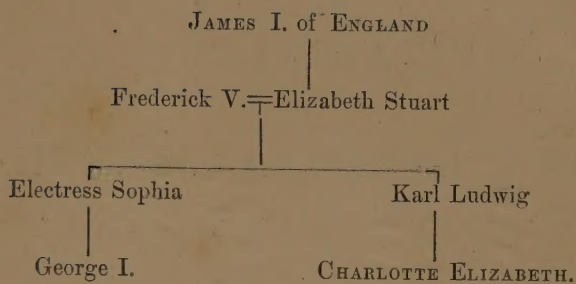 JAMES I. of ENGLAND
Frederick V.=Elizabeth Stuart
Electress Sophia Karl Ludwig
George I. CHARLOTTE ELIZABETH.